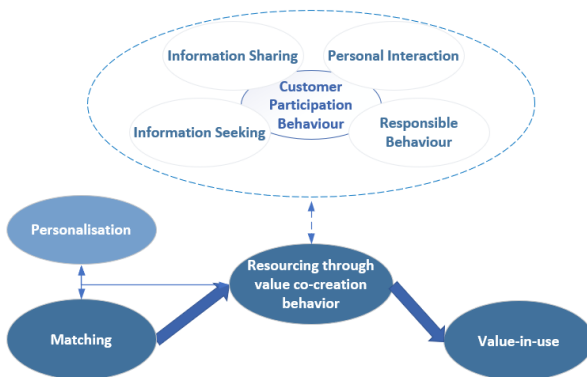 Information Sharing
Personal Interaction
Customer
Participation
Behaviour
Information Seeking
Responsible
Behaviour
Personalisation
Resourcing through
value co-creation
behavior
Matching
Value-in-use